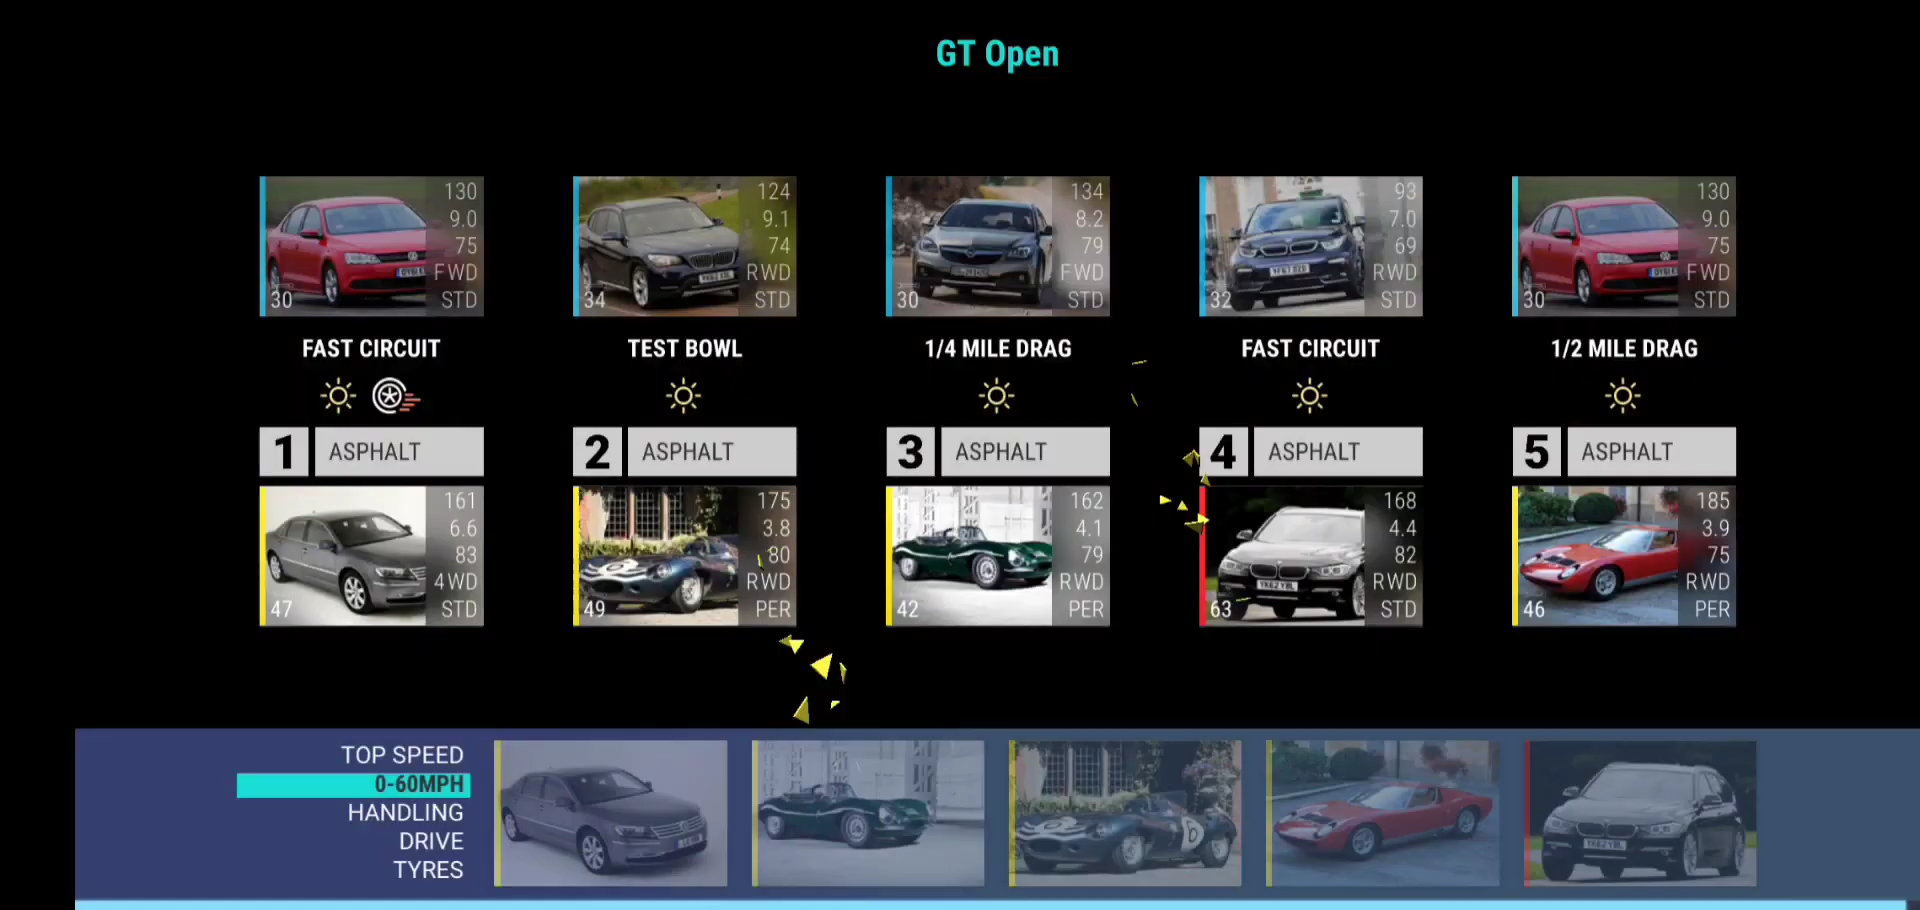 GT Open
130
9.0
75
FWD
30 STD
124
9.1
74
RWD
34 STD
134
8.2
79
FWD
30 STD
93
7.0
69
RWD
32 STD
130
9.0
75
FWD
30 STD
FAST CIRCUIT
TEST BOWL
1/4 MILE DRAG
FAST CIRCUIT
1/2 MILE DRAG
1 ASPHALT
2 ASPHALT
3 ASPHALT
4 ASPHALT
5 ASPHALT
161
6.6
83
4WD
47 STD
175
3.8
80
RWD
49 PER
162
4.1
79
RWD
42 PER
168
4.4
82
RWD
63 STD
185
3.9
75
RWD
46 PER
TOP SPEED
0-60MPH
HANDLING
DRIVE
TYRES